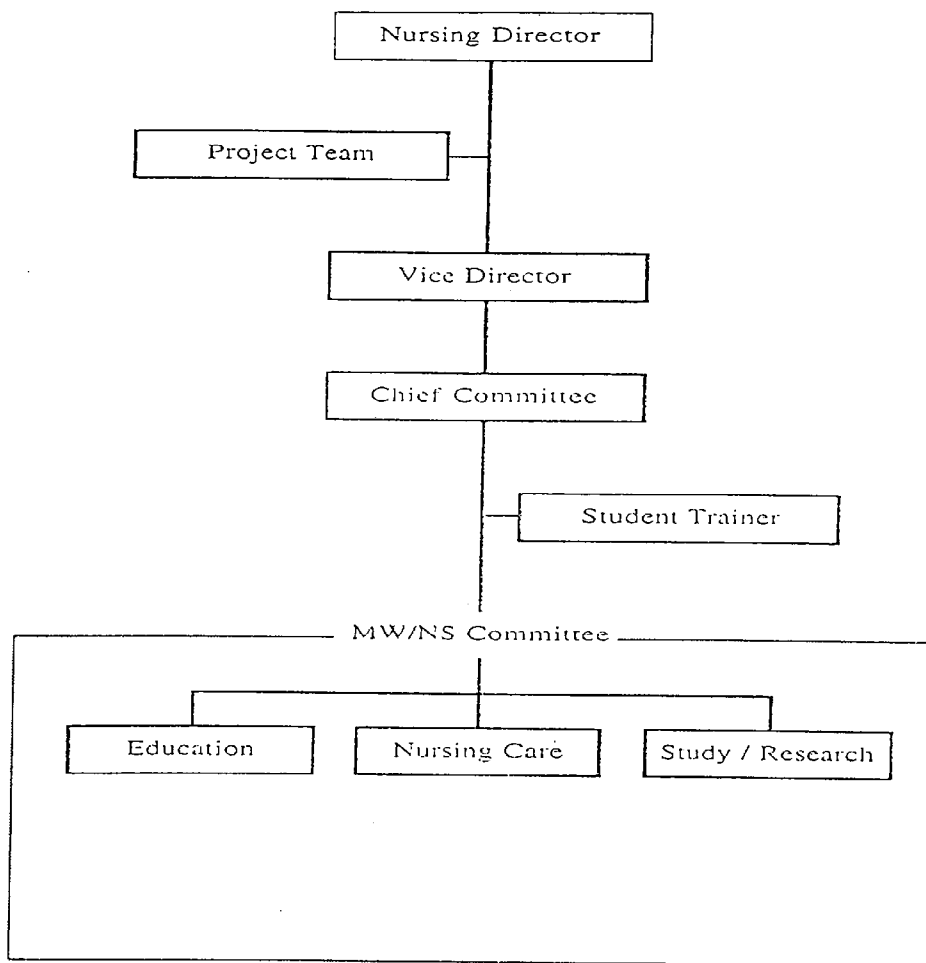 Nursing Director
Project Team
Vice Director
Chief Committee
Student Trainer
MW/NS Committee
Education
Nursing Care
Study / Research